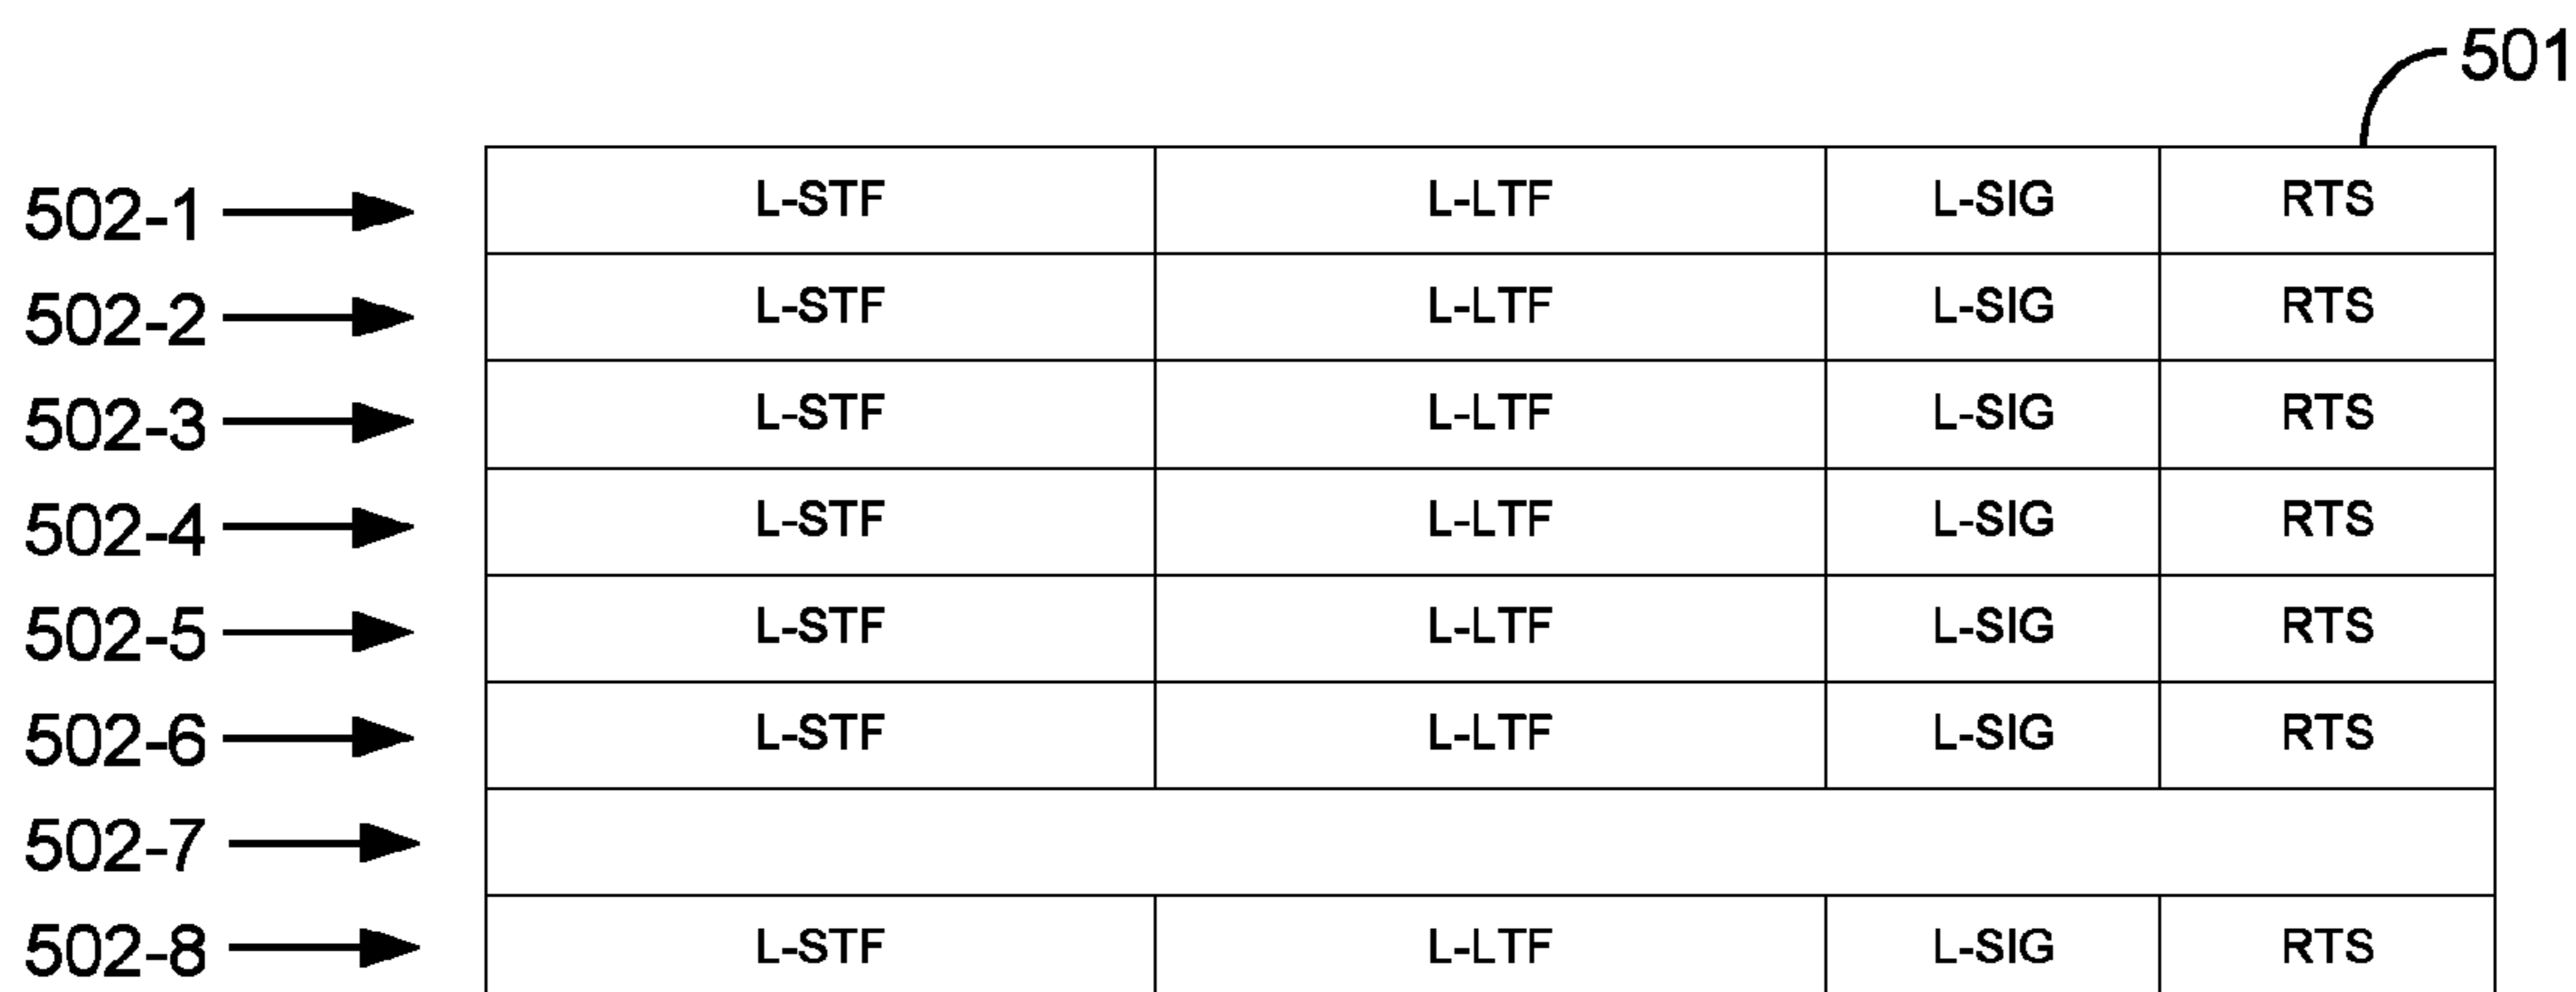 501
502-1 L-STF L-LTF L-SIG RTS
502-2 L-STF L-LTF L-SIG RTS
502-3 L-STF L-LTF L-SIG RTS
502-4 L-STF L-LTF L-SIG RTS
502-5 L-STF L-LTF L-SIG RTS
502-6 L-STF L-LTF L-SIG RTS
502-7
502-8 L-STF L-LTF L-SIG RTS